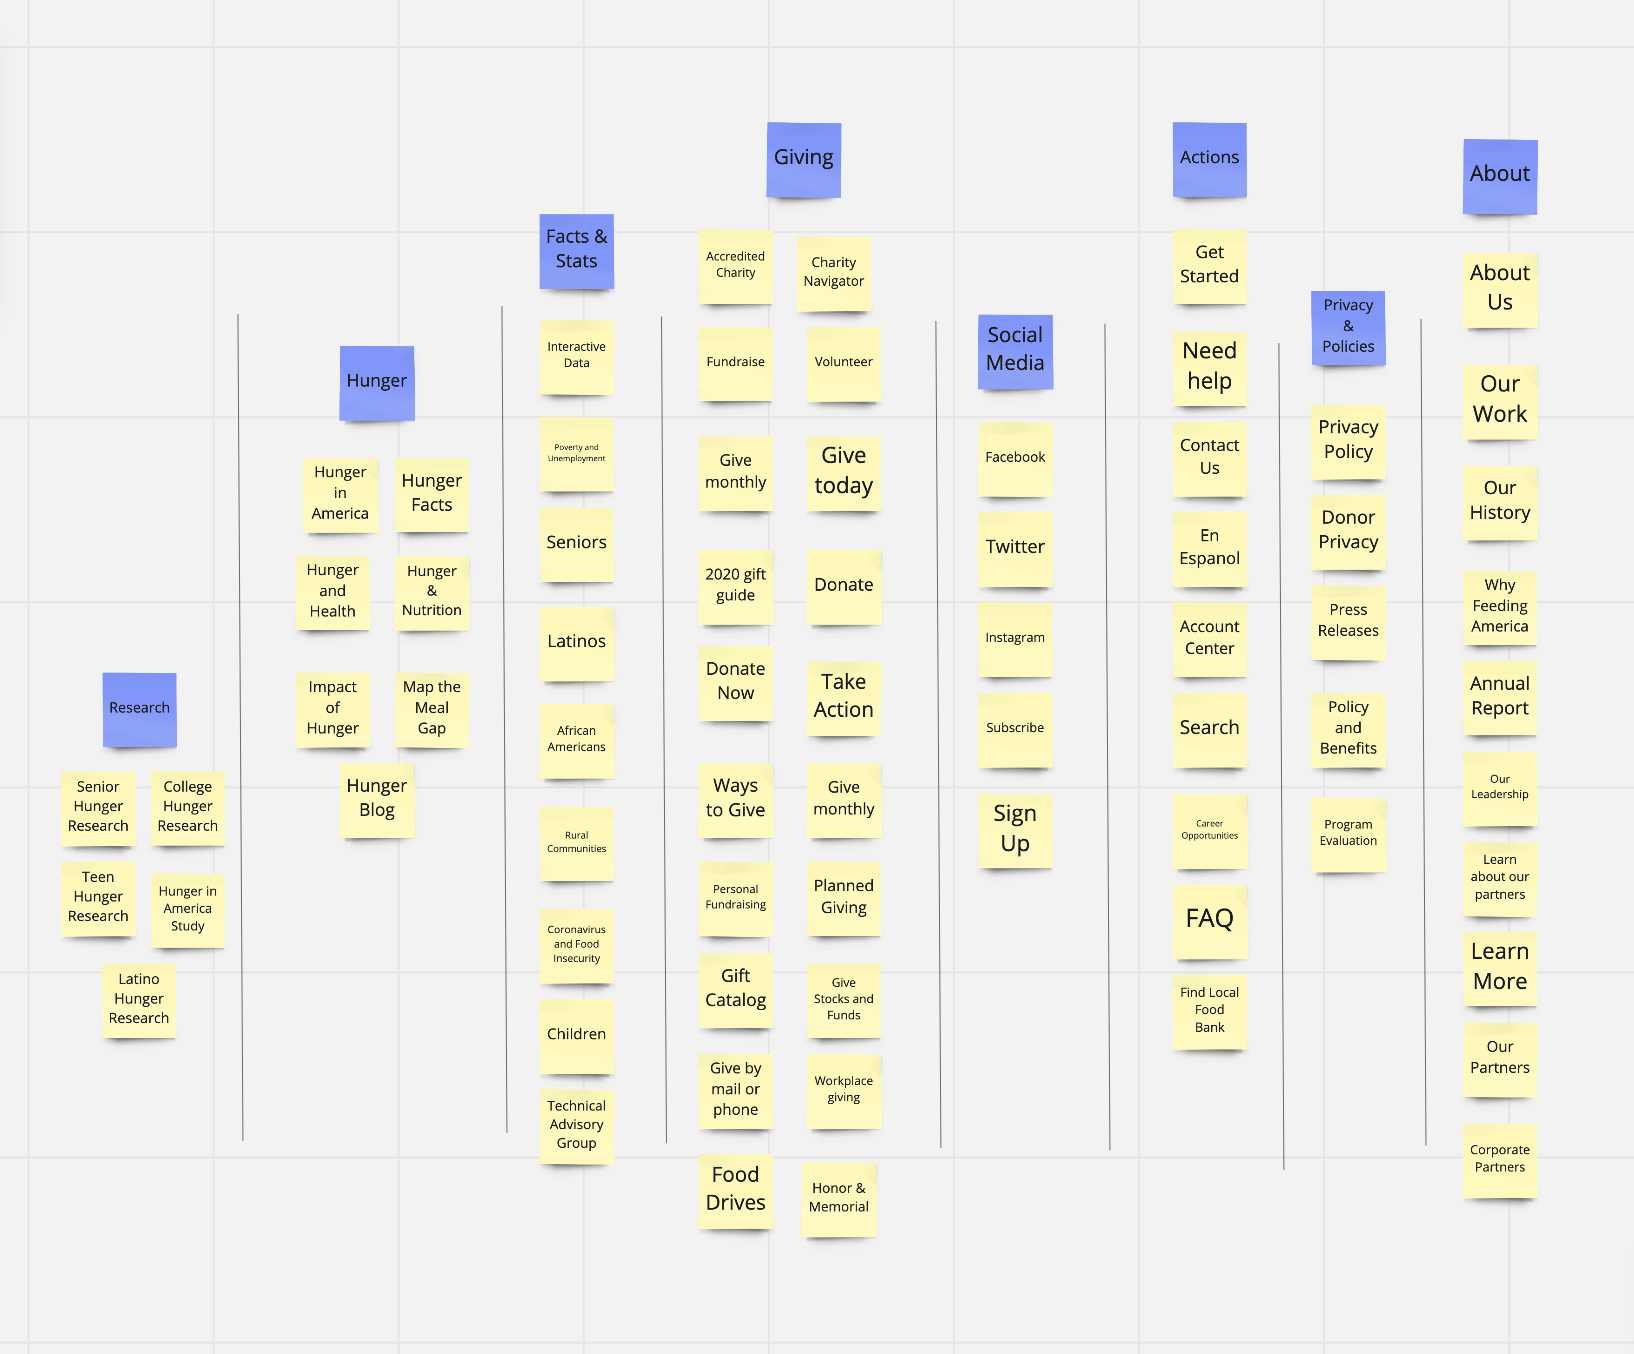 Research
Senior
Hunger
Research
College
Hunger
Research
Teen
Hunger
Research
Hunger in
America
Study
Latino
Hunger
Research
Hunger
Hunger
in
America
Hunger
Facts
Hunger
and
Health
Hunger
&
Nutrition
Impact
of
Hunger
Map the
Meal
Gap
Hunger
Blog
Facts &
Stats
Interactive
Data
Poverty and
Unemployment
Seniors
Latinos
African
Americans
Rural
Communities
Coronavirus
and Food
Insecurity
Children
Technical
Advisory
Group
Giving
Accredited
Charity
Charity
Navigator
Fundraise
Volunteer
Give
monthly
Give
today
2020 gift
guide
Donate
Donate
Now
Take
Action
Ways
to Give
Give
monthly
Personal
Fundraising
Planned
Giving
Gift
Catalog
Give
Stocks and
Funds
Give by
mail or
phone
Workplace
giving
Food
Drives
Honor &
Memorial
Social
Media
Facebook
Twitter
Instagram
Subscribe
Sign
Up
Actions
Get
Started
Need
help
Contact
Us
En
Espanol
Account
Center
Search
Career
Opportunities
FAQ
Find Local
Food
Bank
Privacy
&
Policies
Privacy
Policy
Donor
Privacy
Press
Releases
Policy
and
Benefits
Program
Evaluation
About
About
Us
Our
Work
Our
History
Why
Feeding
America
Annual
Report
Our
Leadership
Learn
about our
partners
Learn
More
Our
Partners
Corporate
Partners